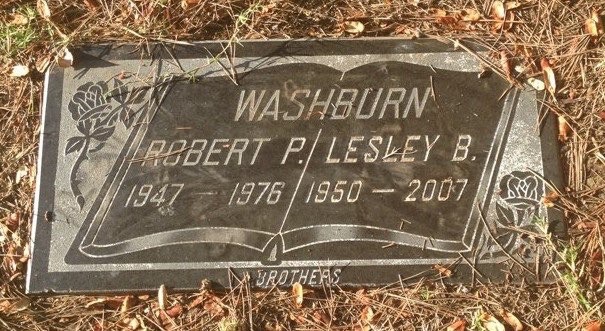 WASHBURN
ROBERT P. LESLEY B.
1947 — 1976 1950 — 2007
BROTHERS